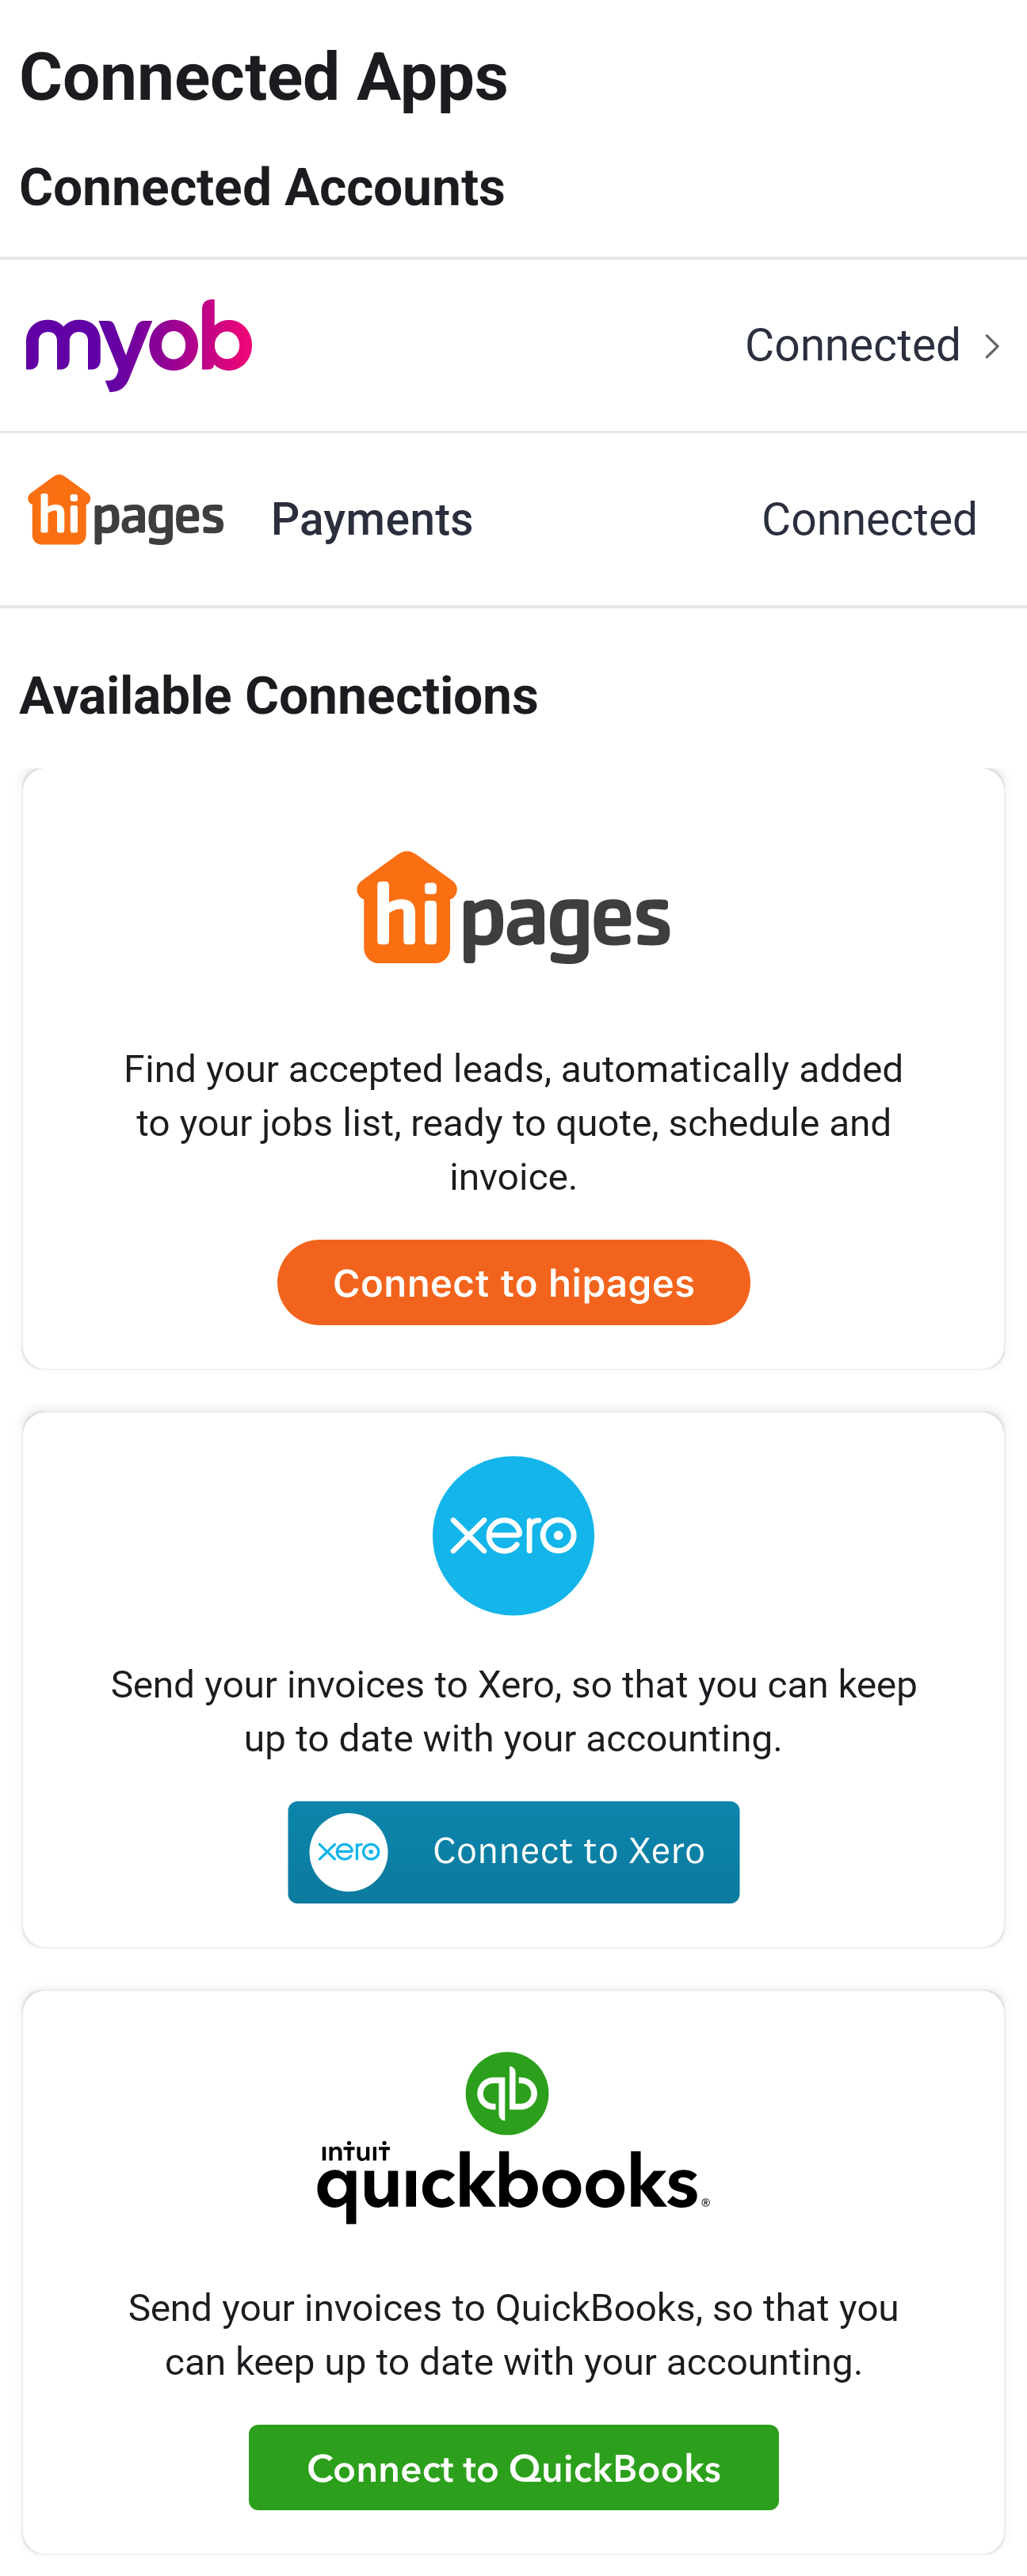 Connected Apps
Connected Accounts
myob Connected
hipages Payments Connected
Available Connections
hipages
Find your accepted leads, automatically added
to your jobs list, ready to quote, schedule and
invoice.
Connect to hipages
xero
Send your invoices to Xero, so that you can keep
up to date with your accounting.
xero Connect to Xero
qb
intuit
quickbooks®
Send your invoices to QuickBooks, so that you
can keep up to date with your accounting.
Connect to QuickBooks